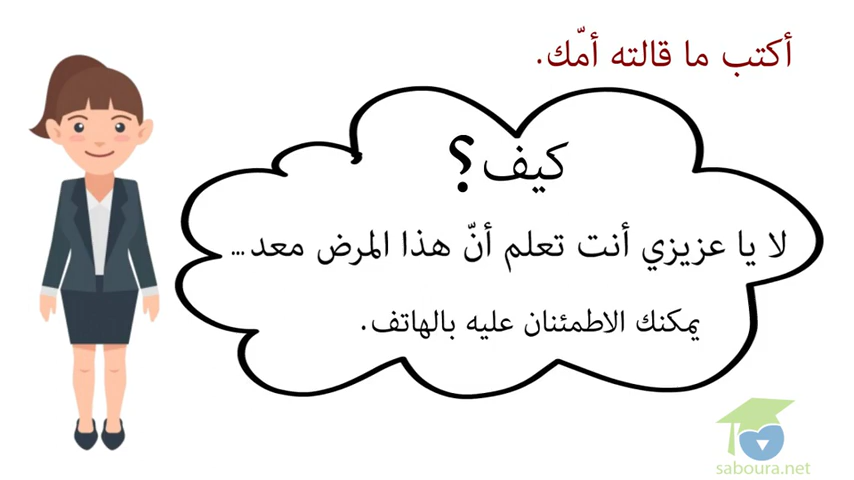 أكتب ما قالته أمّك.
كيف؟
لا يا عزيزي أنت تعلم أنّ هذا المرض معد...
يمكنك الاطمئنان عليه بالهاتف.
saboura.net